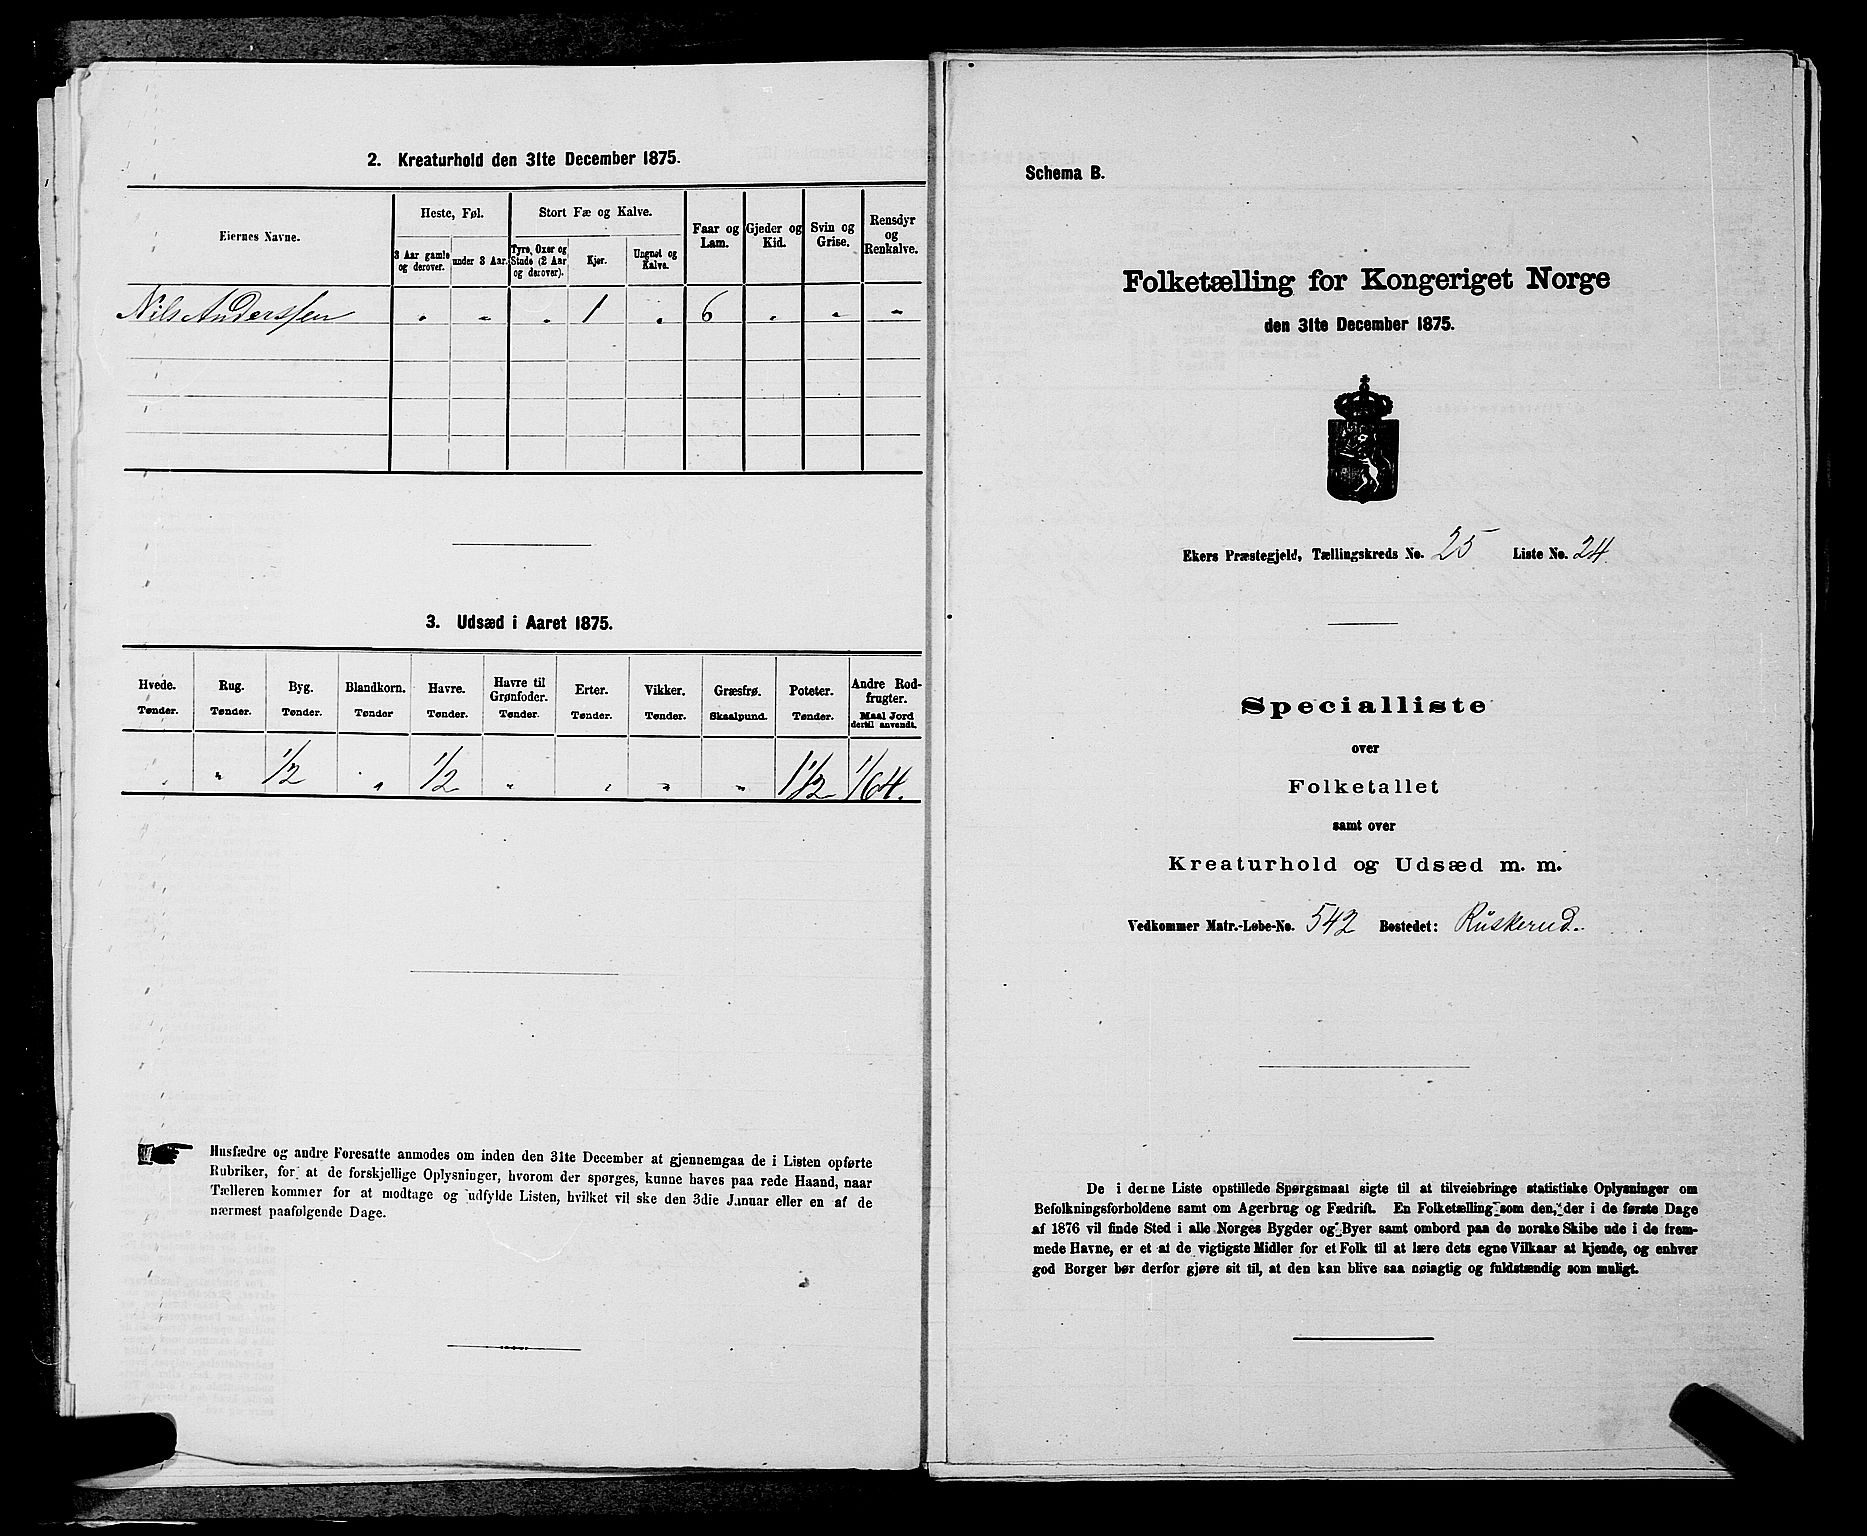 2. Kreaturhold den 31te December 1875.
Eiernes Navne.
Heste, Føl.
Stort Fæ og Kalve.
Faar og Lam.
Gjeder og Kid.
Svin og Grise.
Rensdyr og Renkalve.
3 Aar gamle og derover.
under 3 Aar.
Tyre, Oxer og Stude (2 Aar og derover).
Kjør.
Ungnøt og Kalve.
Nils Anderssen " " " 1 " 6 " " "
3. Udsæd i Aaret 1875.
Hvede. Rug. Byg. Blandkorn. Havre. Havre til Grønfoder. Erter. Vikker. Græsfrø. Poteter. Andre Rodfrugter.
Tønder. Tønder. Tønder. Tønder Tønder. Tønder. Tønder. Tønder. Skaalpund. Tønder. Maal Jord dertil anvendt.
" " 1/2 " 1/2 " " " " 1 1/2 1/64.
Husfædre og andre Foresatte anmodes om inden den 31te December at gjennemgaa de i Listen opførte
Rubriker, for at de forskjellige Oplysninger, hvorom der spørges, kunne haves paa rede Haand, naar
Tælleren kommer for at modtage og udfylde Listen, hvilket vil ske den 3die Januar eller en af de
nærmest paafølgende Dage.
Schema B.
Folketælling for Kongeriget Norge
den 31te December 1875.
Ekers Præstegjeld, Tællingskreds No. 25 Liste No. 24.
Specialliste
over
Folketallet
samt over
Kreaturhold og Udsæd m. m.
Vedkommer Matr.-Løbe-No. 542 Bostedet: Rúskerud.
De i denne Liste opstillede Spørgsmaal sigte til at tilveiebringe statistiske Oplysninger om
Befolkningsforholdene samt om Agerbrug og Fædrift. En Folketælling som den, der i de første Dage
af 1876 vil finde Sted i alle Norges Bygder og Byer samt ombord paa de norske Skibe ude i de frem-
mede Havne, er et at de vigtigste Midler for et Folk til at lære dets egne Vilkaar at kjende, og enhver
god Borger bør derfor gjøre sit til, at den kan blive saa nøiagtig og fuldstændig som muligt.